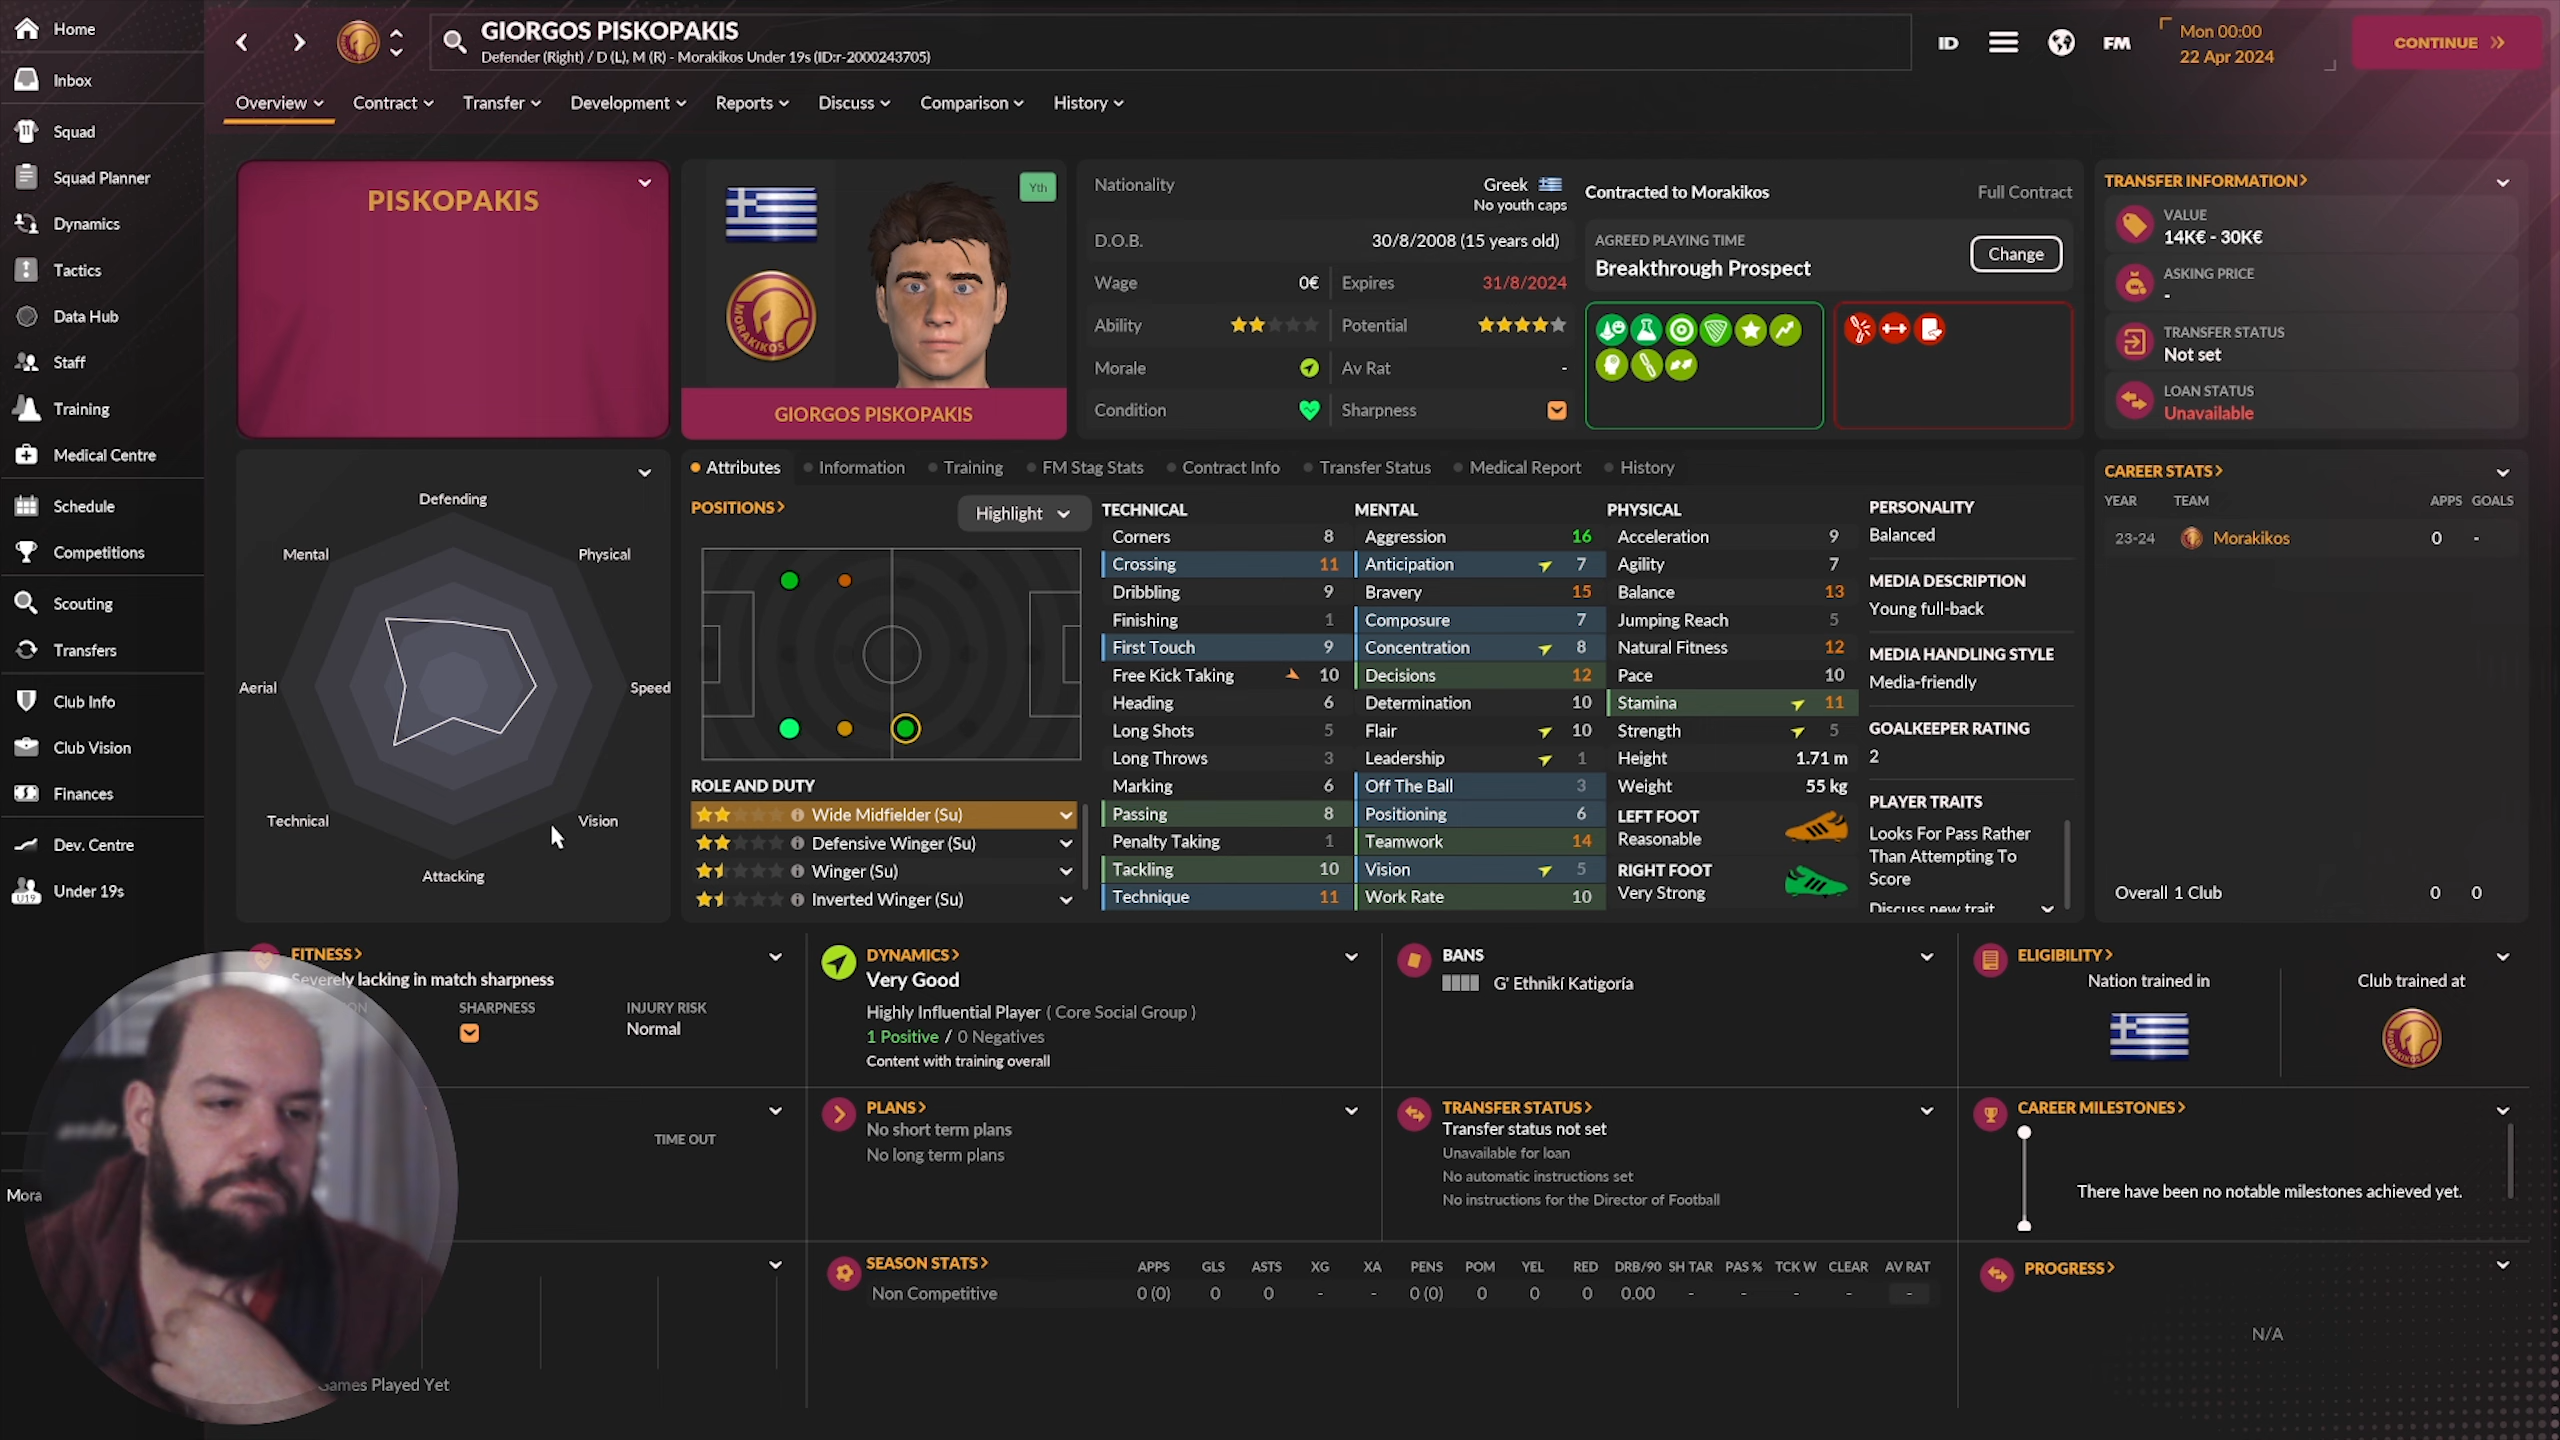 Home
Inbox
Squad
Squad Planner
Dynamics
Tactics
Data Hub
Staff
Training
Medical Centre
Schedule
Competitions
Scouting
Transfers
Club Info
Club Vision
Finances
Dev. Centre
Under 19s
GIORGOS PISKOPAKIS
Defender (Right) / D (L), M (R) - Morakikos Under 19s (ID:r-2000243705)
ID
FM
Mon 00:00
22 Apr 2024
CONTINUE
Overview Contract Transfer Development Reports Discuss Comparison History
PISKOPAKIS
Yth
MORAKIKOS
GIORGOS PISKOPAKIS
Nationality Greek
No youth caps
D.O.B. 30/8/2008 (15 years old)
Wage 0€ Expires 31/8/2024
Ability Potential
Morale Av Rat -
Condition Sharpness
Contracted to Morakikos Full Contract
AGREED PLAYING TIME
Breakthrough Prospect
Change
TRANSFER INFORMATION>
VALUE
14K€ - 30K€
ASKING PRICE
-
TRANSFER STATUS
Not set
LOAN STATUS
Unavailable
Defending
Mental Physical
Aerial Speed
Technical Vision
Attacking
Attributes Information Training FM Stag Stats Contract Info Transfer Status Medical Report History
POSITIONS>
Highlight
ROLE AND DUTY
Wide Midfielder (Su)
Defensive Winger (Su)
Winger (Su)
Inverted Winger (Su)
TECHNICAL
Corners 8
Crossing 11
Dribbling 9
Finishing 1
First Touch 9
Free Kick Taking 10
Heading 6
Long Shots 5
Long Throws 3
Marking 6
Passing 8
Penalty Taking 1
Tackling 10
Technique 11
MENTAL
Aggression 16
Anticipation 7
Bravery 15
Composure 7
Concentration 8
Decisions 12
Determination 10
Flair 10
Leadership 1
Off The Ball 3
Positioning 6
Teamwork 14
Vision 5
Work Rate 10
PHYSICAL
Acceleration 9
Agility 7
Balance 13
Jumping Reach 5
Natural Fitness 12
Pace 10
Stamina 11
Strength 5
Height 1.71 m
Weight 55 kg
LEFT FOOT
Reasonable
RIGHT FOOT
Very Strong
PERSONALITY
Balanced
MEDIA DESCRIPTION
Young full-back
MEDIA HANDLING STYLE
Media-friendly
GOALKEEPER RATING
2
PLAYER TRAITS
Looks For Pass Rather
Than Attempting To
Score
Discuss new trait
CAREER STATS>
YEAR TEAM APPS GOALS
23-24 Morakikos 0 -
Overall 1 Club 0 0
FITNESS>
Severely lacking in match sharpness
SHARPNESS INJURY RISK
Normal
TIME OUT
Mora
Games Played Yet
DYNAMICS>
Very Good
Highly Influential Player ( Core Social Group )
1 Positive / 0 Negatives
Content with training overall
BANS
G' Ethnikí Katigoría
ELIGIBILITY>
Nation trained in Club trained at
MORAKIKOS
PLANS>
No short term plans
No long term plans
TRANSFER STATUS>
Transfer status not set
Unavailable for loan
No automatic instructions set
No instructions for the Director of Football
CAREER MILESTONES>
There have been no notable milestones achieved yet.
SEASON STATS>
APPS GLS ASTS XG XA PENS POM YEL RED DRB/90 SH TAR PAS % TCK W CLEAR AV RAT
Non Competitive 0 (0) 0 0 - - 0 (0) 0 0 0 0.00 - - - - -
PROGRESS>
N/A